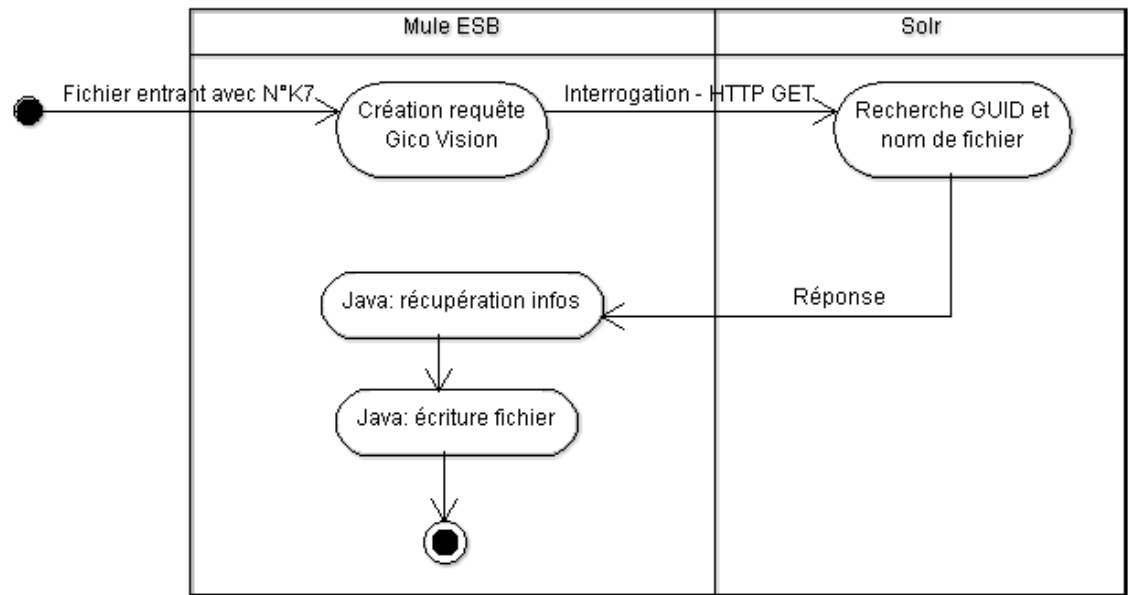 Mule ESB
Solr
Fichier entrant avec N°K7
Création requête
Gico Vision
Interrogation - HTTP GET
Recherche GUID et
nom de fichier
Java: récupération infos
Réponse
Java: écriture fichier